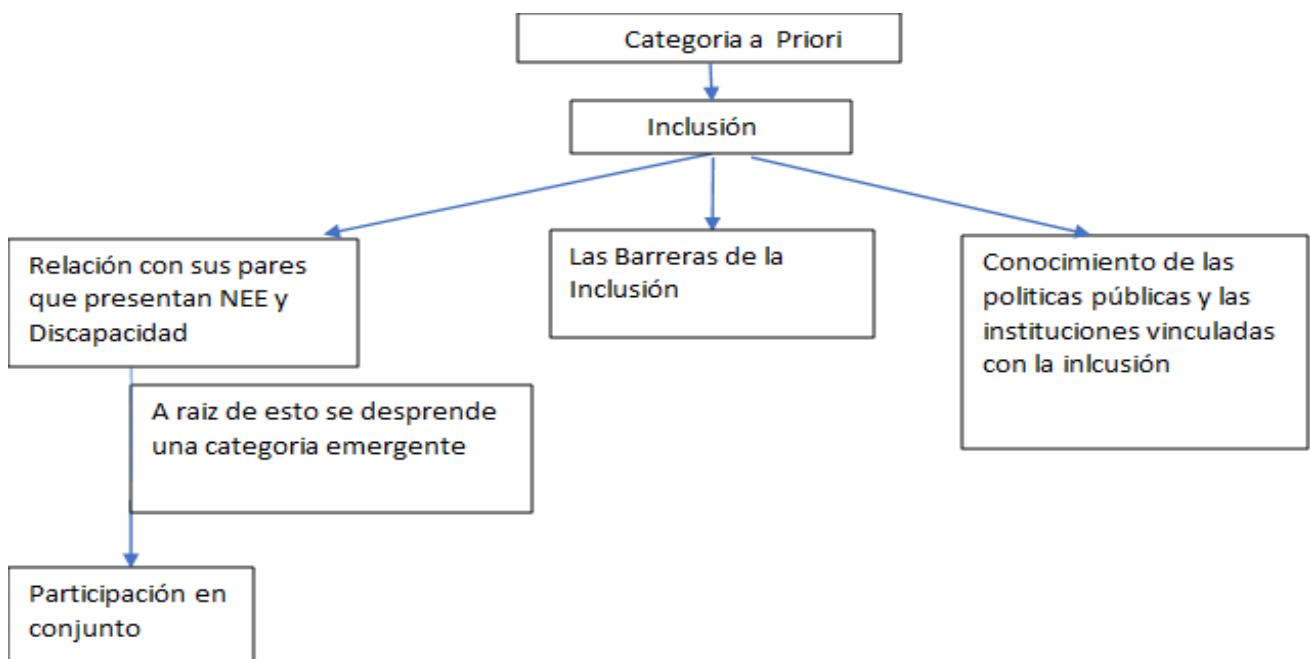 Categoria a Priori
Inclusión
Relación con sus pares
que presentan NEE y
Discapacidad
Las Barreras de la
Inclusión
Conocimiento de las
politicas públicas y las
instituciones vinculadas
con la inlcusión
A raiz de esto se desprende
una categoria emergente
Participación en
conjunto